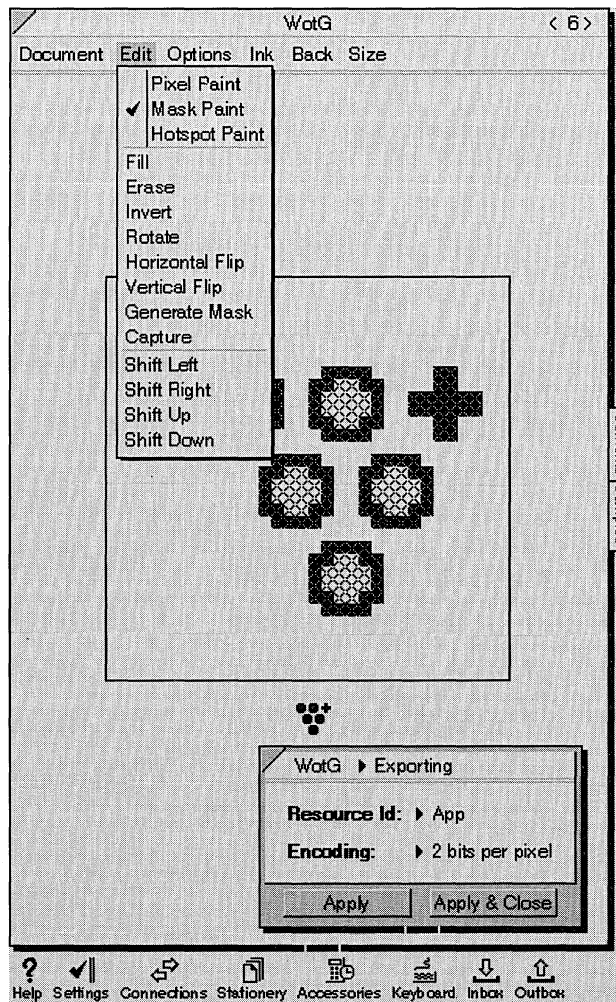 WotG < 6 >
Document Edit Options Ink Back Size
Pixel Paint
✓ Mask Paint
Hotspot Paint
Fill
Erase
Invert
Rotate
Horizontal Flip
Vertical Flip
Generate Mask
Capture
Shift Left
Shift Right
Shift Up
Shift Down
WotG ▶ Exporting
Resource Id: ▶ App
Encoding: ▶ 2 bits per pixel
Apply Apply & Close
Help Settings Connections Stationery Accessories Keyboard Inbox Outbox